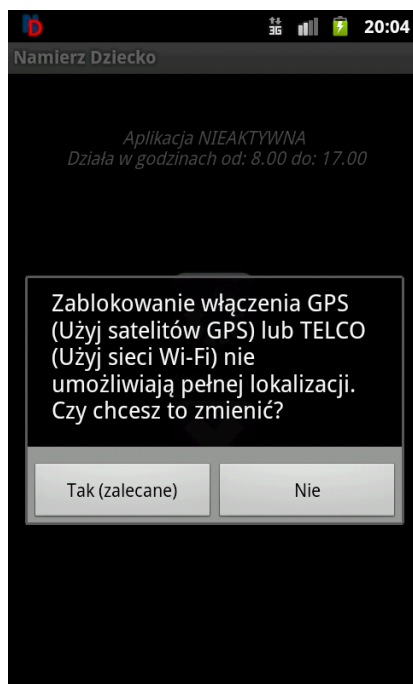 3G 20:04
Namierz Dziecko
Aplikacja NIEAKTYWNA
Działa w godzinach od: 8.00 do: 17.00
Zablokowanie włączenia GPS
(Użyj satelitów GPS) lub TELCO
(Użyj sieci Wi-Fi) nie
umożliwiają pełnej lokalizacji.
Czy chcesz to zmienić?
Tak (zalecane) Nie